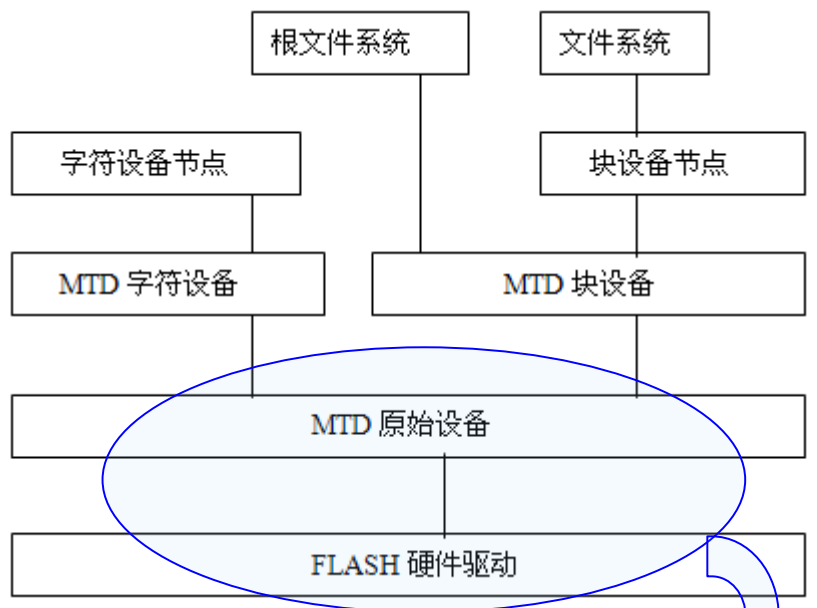 根文件系统
文件系统
字符设备节点
块设备节点
MTD 字符设备
MTD 块设备
MTD 原始设备
FLASH 硬件驱动